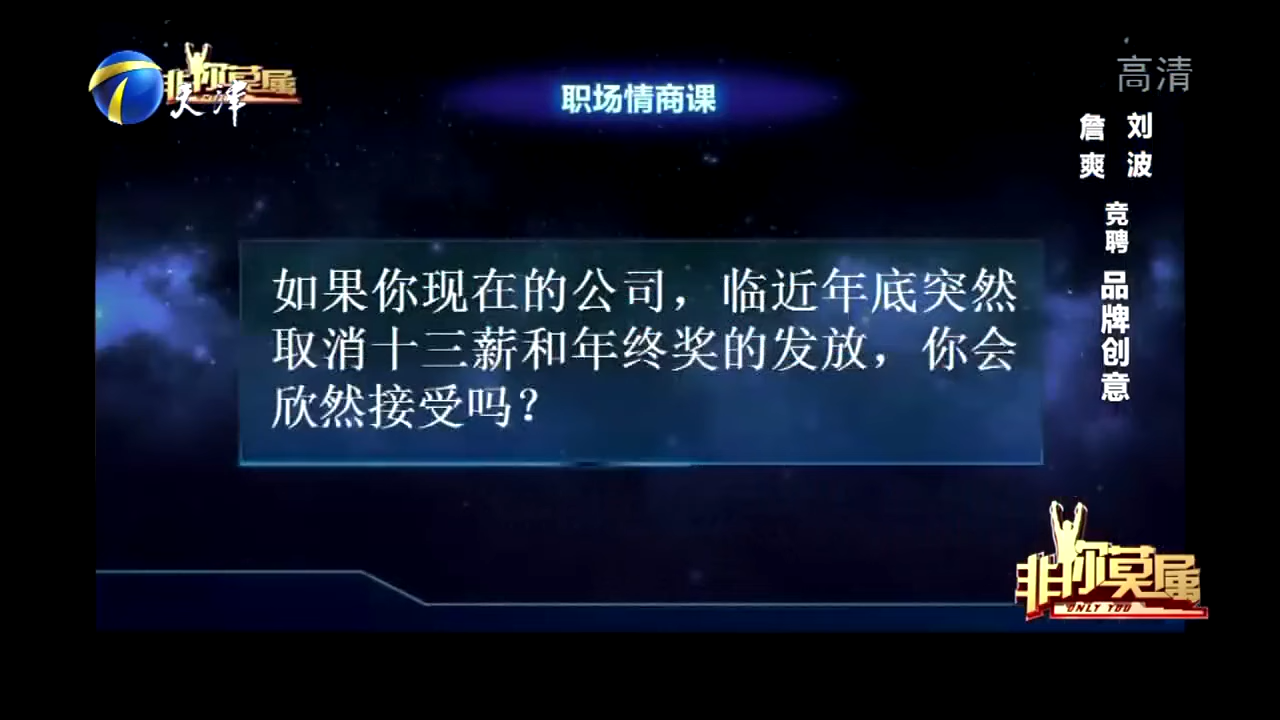 非你莫属
天津
职场情商课
高清
刘波
詹爽
竞聘
品牌创意
如果你现在的公司，临近年底突然
取消十三薪和年终奖的发放，你会
欣然接受吗？
非你莫属
ONLY YOU